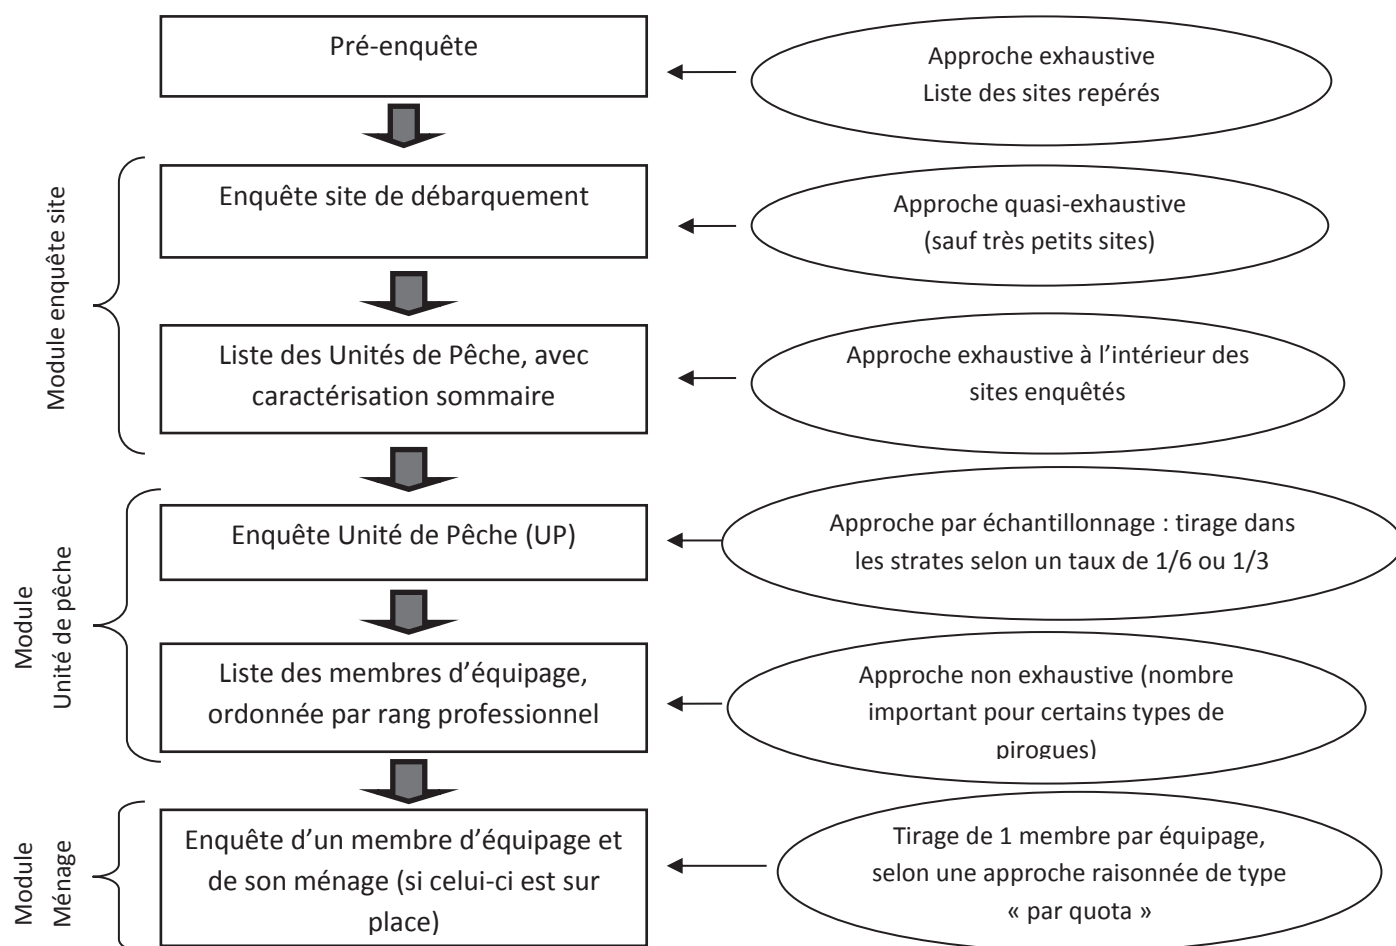 Pré-enquête
Approche exhaustive
Liste des sites repérés
Module enquête site
Enquête site de débarquement
Approche quasi-exhaustive
(sauf très petits sites)
Liste des Unités de Pêche, avec
caractérisation sommaire
Approche exhaustive à l’intérieur des
sites enquêtés
Module
Unité de pêche
Enquête Unité de Pêche (UP)
Approche par échantillonnage : tirage dans
les strates selon un taux de 1/6 ou 1/3
Liste des membres d’équipage,
ordonnée par rang professionnel
Approche non exhaustive (nombre
important pour certains types de
pirogues)
Module
Ménage
Enquête d’un membre d’équipage et
de son ménage (si celui-ci est sur
place)
Tirage de 1 membre par équipage,
selon une approche raisonnée de type
« par quota »